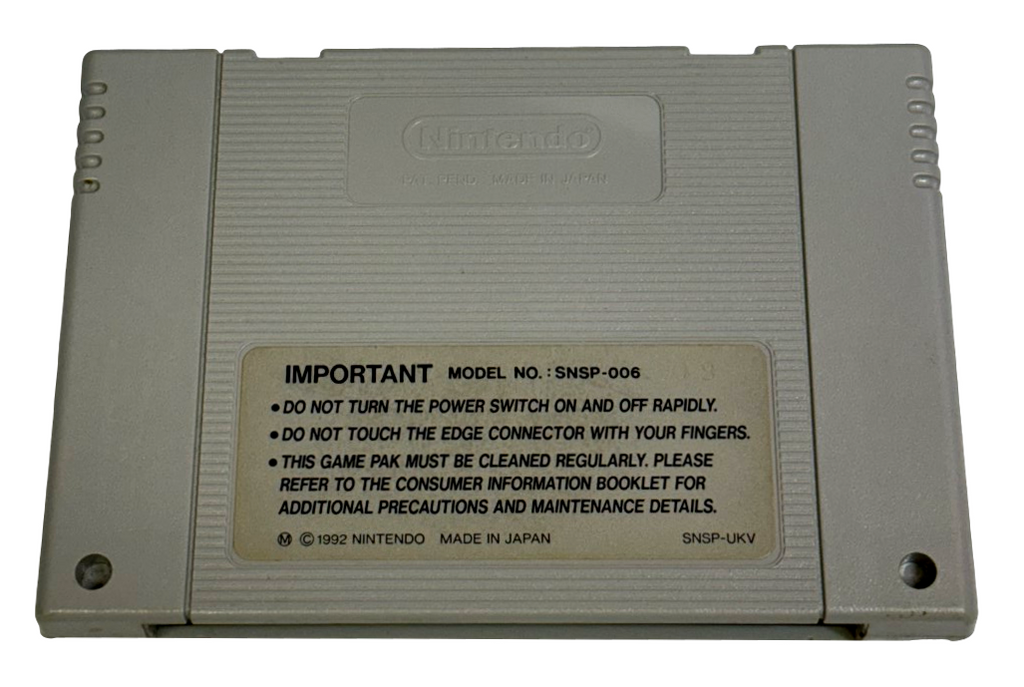 Nintendo®
PAT. PEND. MADE IN JAPAN
IMPORTANT MODEL NO. : SNSP-006
• DO NOT TURN THE POWER SWITCH ON AND OFF RAPIDLY.
• DO NOT TOUCH THE EDGE CONNECTOR WITH YOUR FINGERS.
• THIS GAME PAK MUST BE CLEANED REGULARLY. PLEASE
REFER TO THE CONSUMER INFORMATION BOOKLET FOR
ADDITIONAL PRECAUTIONS AND MAINTENANCE DETAILS.
Ⓜ ©1992 NINTENDO MADE IN JAPAN SNSP-UKV